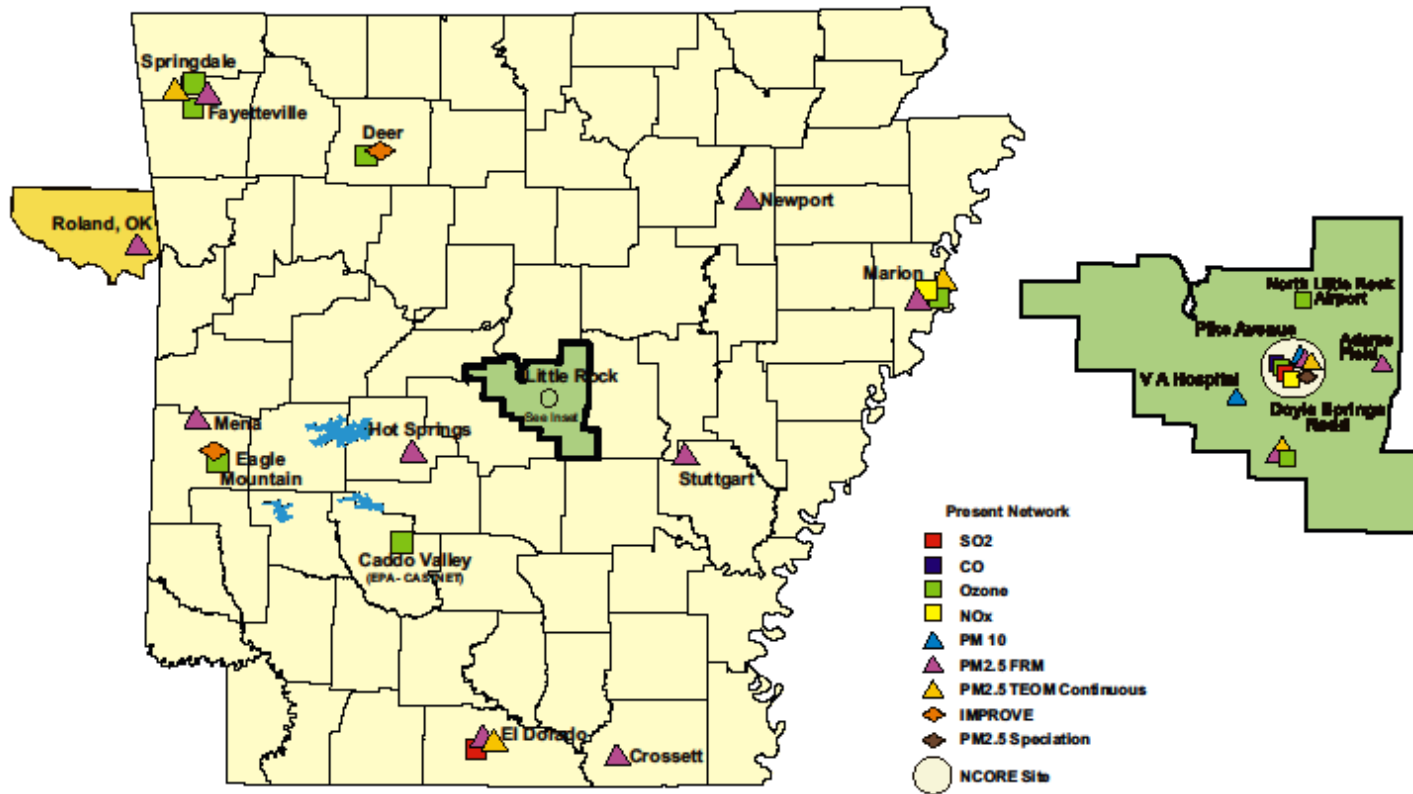 Springdale
Fayetteville
Deer
Newport
Roland, OK
Marion
Little Rock
See Inset
Mena
Hot Springs
Eagle
Mountain
Stuttgart
Caddo Valley
(EPA- CASTNET)
El Dorado
Crossett
North Little Rock
Airport
Pike Avenue
Adams
Field
V A Hospital
Doyle Springs
Road
Present Network
SO2
CO
Ozone
NOx
PM 10
PM2.5 FRM
PM2.5 TEOM Continuous
IMPROVE
PM2.5 Speciation
NCORE Site